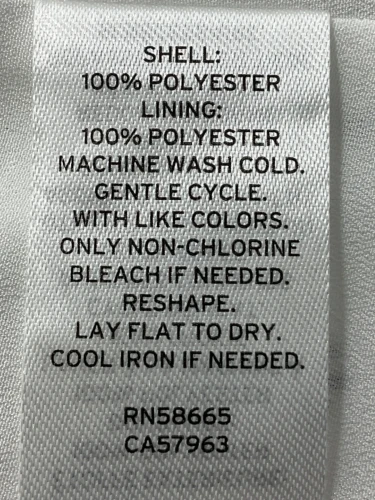 SHELL:
100% POLYESTER
LINING:
100% POLYESTER
MACHINE WASH COLD.
GENTLE CYCLE.
WITH LIKE COLORS.
ONLY NON-CHLORINE
BLEACH IF NEEDED.
RESHAPE.
LAY FLAT TO DRY.
COOL IRON IF NEEDED.
RN58665
CA57963